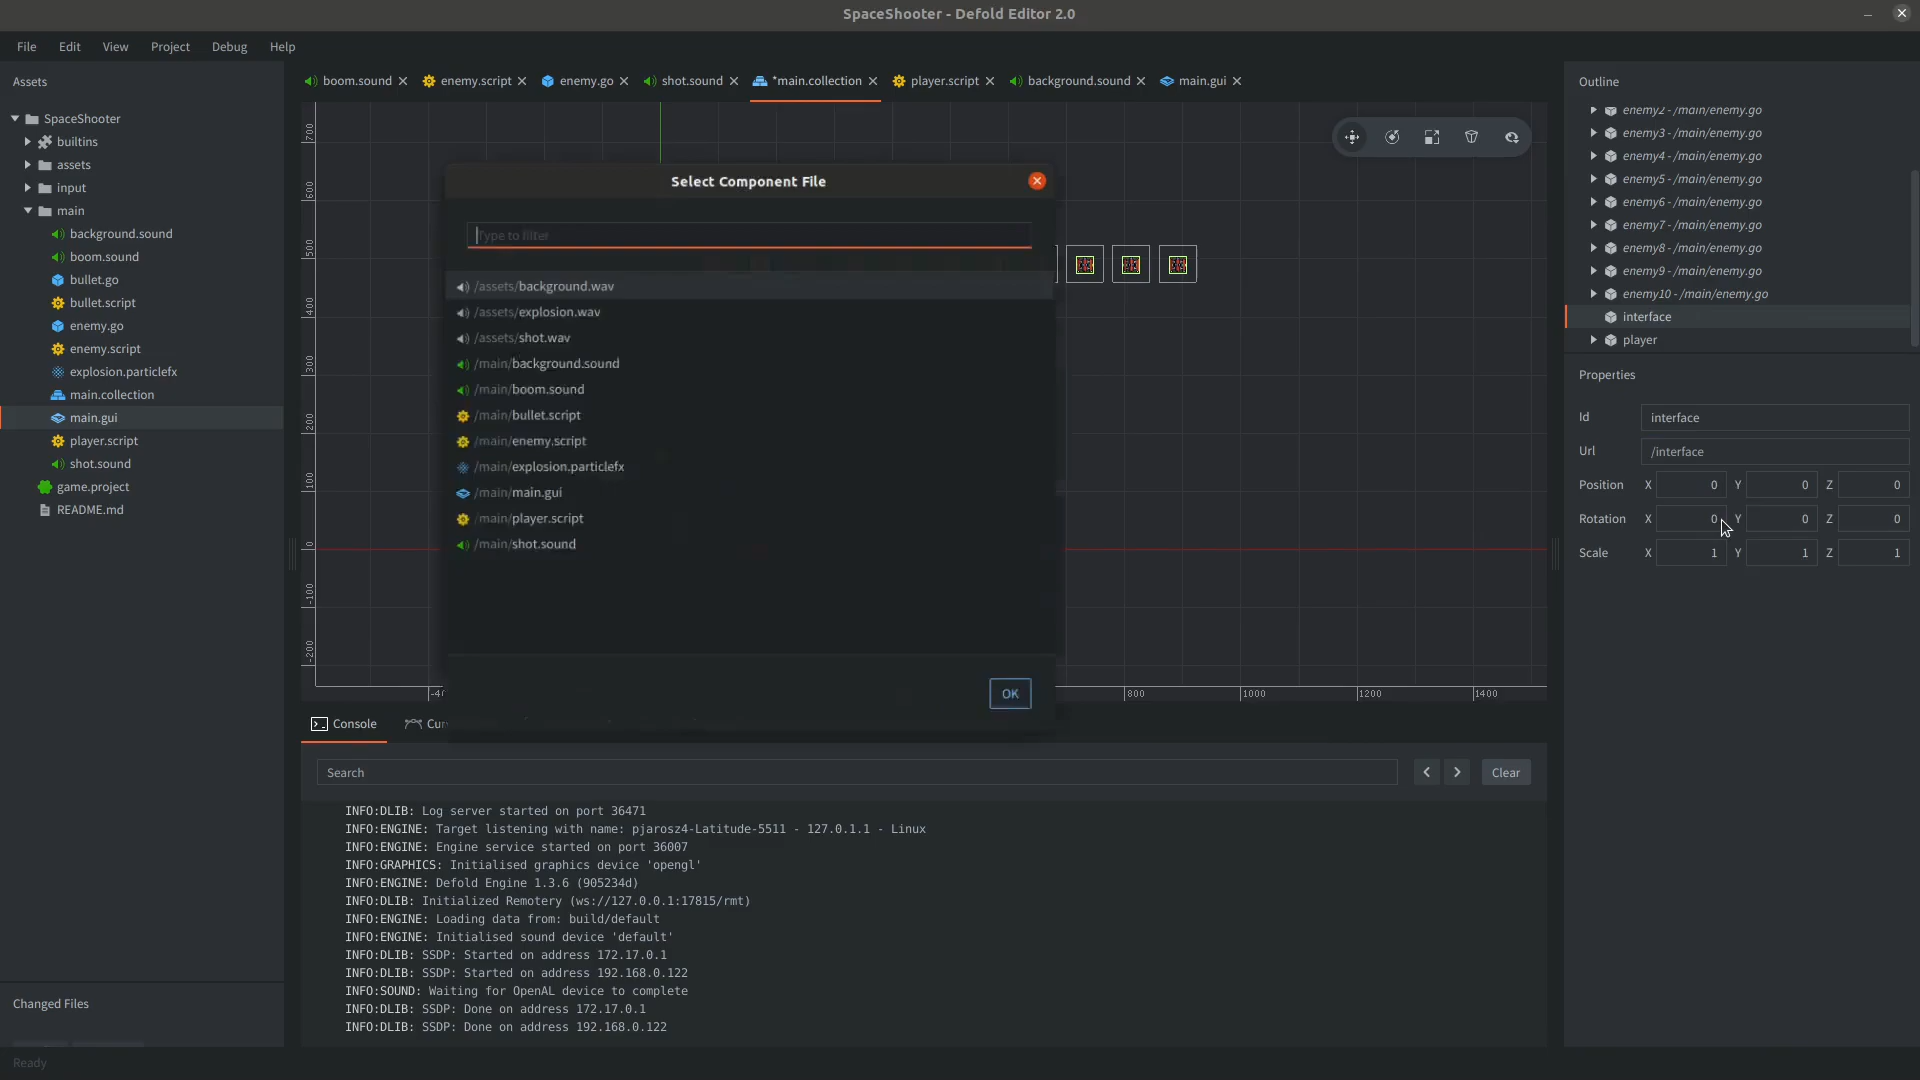 SpaceShooter - Defold Editor 2.0
File Edit View Project Debug Help
Assets
SpaceShooter
builtins
assets
input
main
background.sound
boom.sound
bullet.go
bullet.script
enemy.go
enemy.script
explosion.particlefx
main.collection
main.gui
player.script
shot.sound
game.project
README.md
Changed Files
Ready
boom.sound enemy.script enemy.go shot.sound *main.collection player.script background.sound main.gui
700
600
500
400
300
200
100
0
-100
-200
800 1000 1200 1400
Select Component File
Type to filter
/assets/background.wav
/assets/explosion.wav
/assets/shot.wav
/main/background.sound
/main/boom.sound
/main/bullet.script
/main/enemy.script
/main/explosion.particlefx
/main/main.gui
/main/player.script
/main/shot.sound
OK
Console
Search
Clear
INFO:DLIB: Log server started on port 36471
INFO:ENGINE: Target listening with name: pjarosz4-Latitude-5511 - 127.0.1.1 - Linux
INFO:ENGINE: Engine service started on port 36007
INFO:GRAPHICS: Initialised graphics device 'opengl'
INFO:ENGINE: Defold Engine 1.3.6 (905234d)
INFO:DLIB: Initialized Remotery (ws://127.0.0.1:17815/rmt)
INFO:ENGINE: Loading data from: build/default
INFO:ENGINE: Initialised sound device 'default'
INFO:DLIB: SSDP: Started on address 172.17.0.1
INFO:DLIB: SSDP: Started on address 192.168.0.122
INFO:SOUND: Waiting for OpenAL device to complete
INFO:DLIB: SSDP: Done on address 172.17.0.1
INFO:DLIB: SSDP: Done on address 192.168.0.122
Outline
enemy2 - /main/enemy.go
enemy3 - /main/enemy.go
enemy4 - /main/enemy.go
enemy5 - /main/enemy.go
enemy6 - /main/enemy.go
enemy7 - /main/enemy.go
enemy8 - /main/enemy.go
enemy9 - /main/enemy.go
enemy10 - /main/enemy.go
interface
player
Properties
Id interface
Url /interface
Position X 0 Y 0 Z 0
Rotation X 0 Y 0 Z 0
Scale X 1 Y 1 Z 1